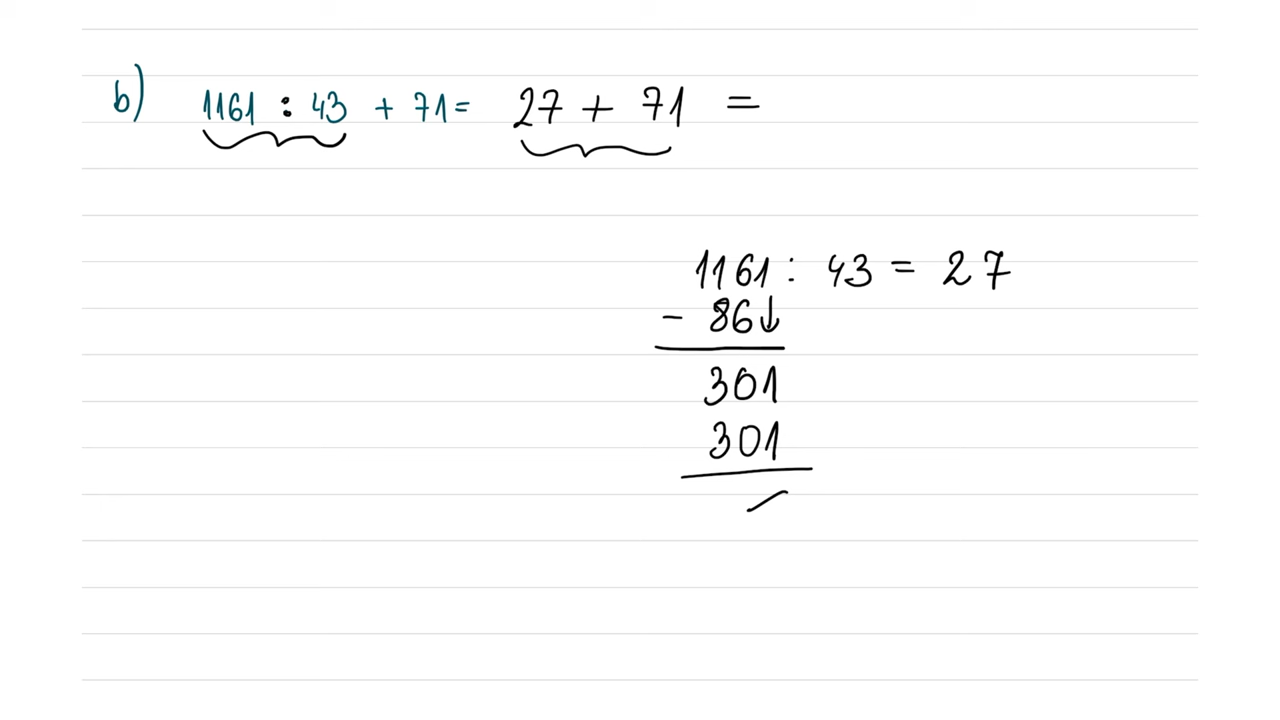 b) 1161 : 43 + 71 = 27 + 71 =
1161 : 43 = 27
- 86↓
301
301